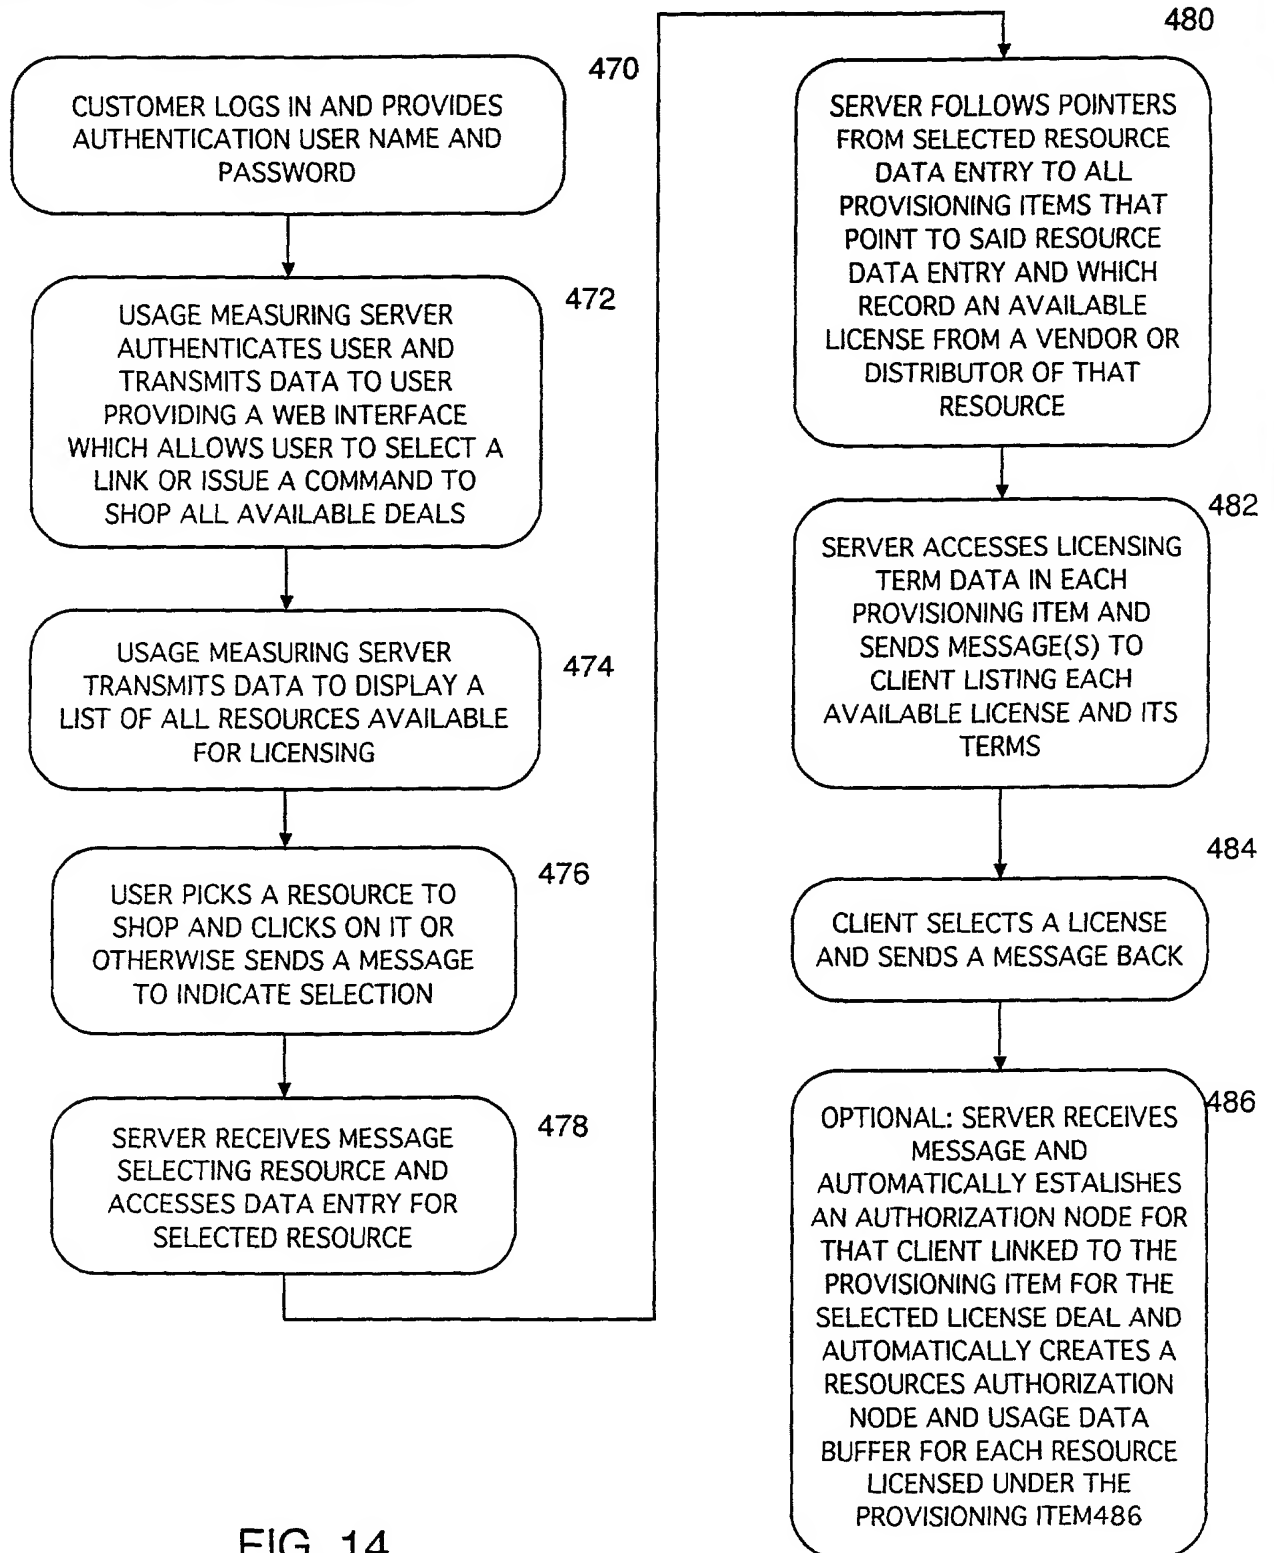 470
CUSTOMER LOGS IN AND PROVIDES
AUTHENTICATION USER NAME AND
PASSWORD
472
USAGE MEASURING SERVER
AUTHENTICATES USER AND
TRANSMITS DATA TO USER
PROVIDING A WEB INTERFACE
WHICH ALLOWS USER TO SELECT A
LINK OR ISSUE A COMMAND TO
SHOP ALL AVAILABLE DEALS
474
USAGE MEASURING SERVER
TRANSMITS DATA TO DISPLAY A
LIST OF ALL RESOURCES AVAILABLE
FOR LICENSING
476
USER PICKS A RESOURCE TO
SHOP AND CLICKS ON IT OR
OTHERWISE SENDS A MESSAGE
TO INDICATE SELECTION
478
SERVER RECEIVES MESSAGE
SELECTING RESOURCE AND
ACCESSES DATA ENTRY FOR
SELECTED RESOURCE
480
SERVER FOLLOWS POINTERS
FROM SELECTED RESOURCE
DATA ENTRY TO ALL
PROVISIONING ITEMS THAT
POINT TO SAID RESOURCE
DATA ENTRY AND WHICH
RECORD AN AVAILABLE
LICENSE FROM A VENDOR OR
DISTRIBUTOR OF THAT
RESOURCE
482
SERVER ACCESSES LICENSING
TERM DATA IN EACH
PROVISIONING ITEM AND
SENDS MESSAGE(S) TO
CLIENT LISTING EACH
AVAILABLE LICENSE AND ITS
TERMS
484
CLIENT SELECTS A LICENSE
AND SENDS A MESSAGE BACK
486
OPTIONAL: SERVER RECEIVES
MESSAGE AND
AUTOMATICALLY ESTALISHES
AN AUTHORIZATION NODE FOR
THAT CLIENT LINKED TO THE
PROVISIONING ITEM FOR THE
SELECTED LICENSE DEAL AND
AUTOMATICALLY CREATES A
RESOURCES AUTHORIZATION
NODE AND USAGE DATA
BUFFER FOR EACH RESOURCE
LICENSED UNDER THE
PROVISIONING ITEM486
FIG. 14